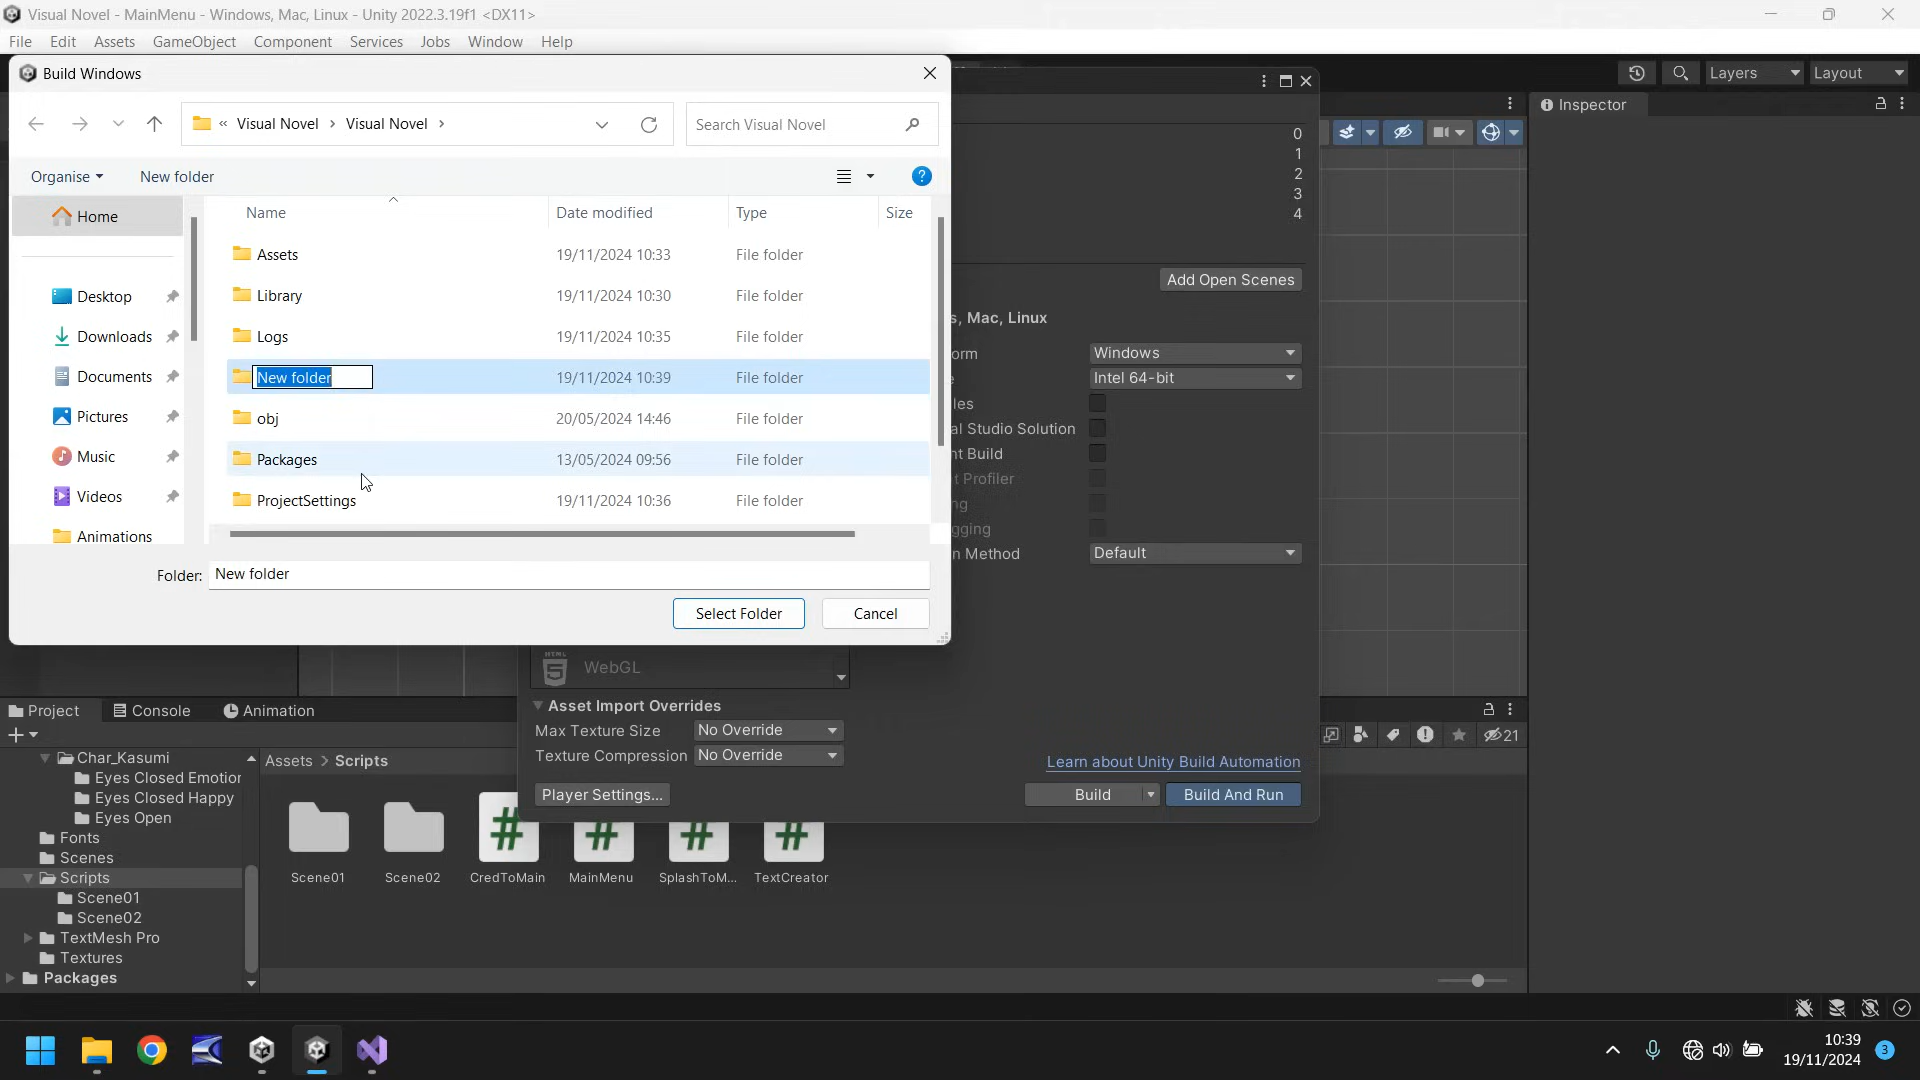 Visual Novel - MainMenu - Windows, Mac, Linux - Unity 2022.3.19f1 <DX11>
File Edit Assets GameObject Component Services Jobs Window Help
Build Windows
Layers Layout
« Visual Novel › Visual Novel ›
Search Visual Novel
Inspector
Organise New folder
Name Date modified Type Size
Home
Assets 19/11/2024 10:33 File folder
Library 19/11/2024 10:30 File folder
Logs 19/11/2024 10:35 File folder
New folder 19/11/2024 10:39 File folder
obj 20/05/2024 14:46 File folder
Packages 13/05/2024 09:56 File folder
ProjectSettings 19/11/2024 10:36 File folder
Desktop
Downloads
Documents
Pictures
Music
Videos
Animations
Folder: New folder
Select Folder Cancel
0
1
2
3
4
Add Open Scenes
s, Mac, Linux
orm Windows
e Intel 64-bit
les
al Studio Solution
nt Build
t Profiler
ng
gging
n Method Default
HTML 5 WebGL
Asset Import Overrides
Max Texture Size No Override
Texture Compression No Override
Learn about Unity Build Automation
Player Settings... Build Build And Run
Project Console Animation
21
Char_Kasumi
Eyes Closed Emotior
Eyes Closed Happy
Eyes Open
Fonts
Scenes
Scripts
Scene01
Scene02
TextMesh Pro
Textures
Packages
Assets > Scripts
Scene01 Scene02 CredToMain MainMenu SplashToM... TextCreator
10:39
19/11/2024
3